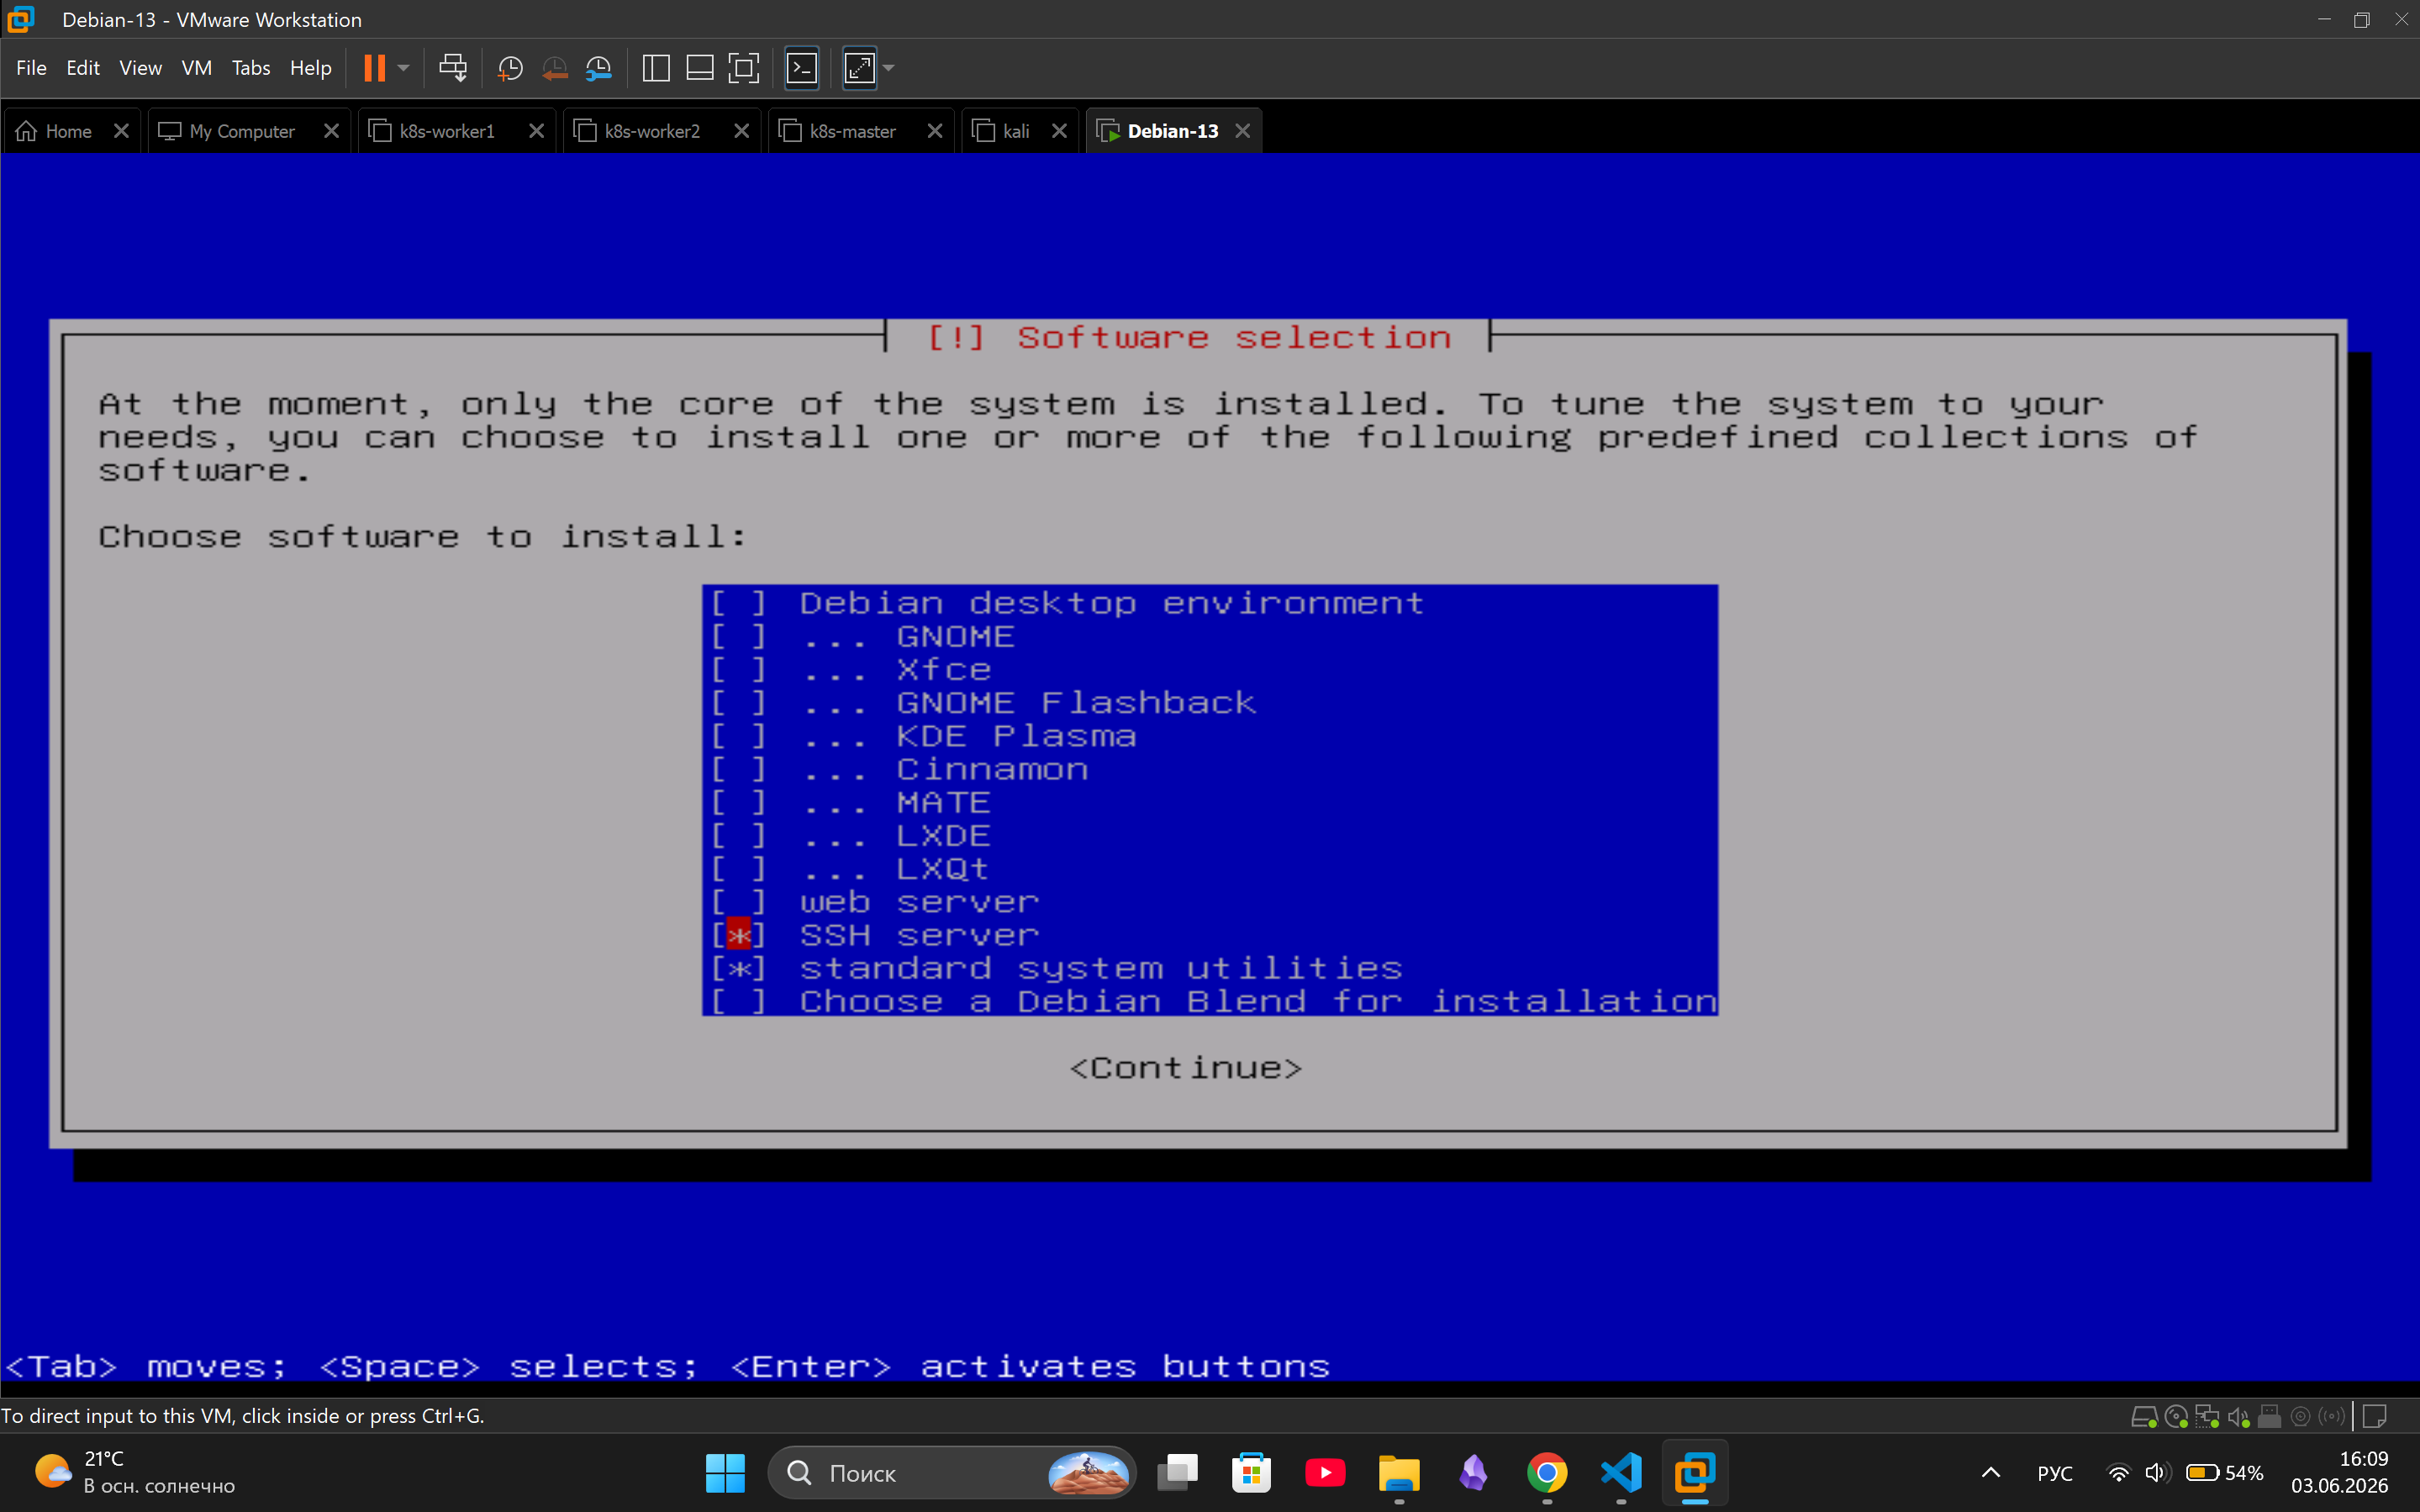 Debian-13 - VMware Workstation
File Edit View VM Tabs Help
Home My Computer k8s-worker1 k8s-worker2 k8s-master kali Debian-13
[!] Software selection
At the moment, only the core of the system is installed. To tune the system to your
needs, you can choose to install one or more of the following predefined collections of
software.
Choose software to install:
[ ] Debian desktop environment
[ ] ... GNOME
[ ] ... Xfce
[ ] ... GNOME Flashback
[ ] ... KDE Plasma
[ ] ... Cinnamon
[ ] ... MATE
[ ] ... LXDE
[ ] ... LXQt
[ ] web server
[*] SSH server
[*] standard system utilities
[ ] Choose a Debian Blend for installation
<Continue>
<Tab> moves; <Space> selects; <Enter> activates buttons
To direct input to this VM, click inside or press Ctrl+G.
21°C
В осн. солнечно
Поиск
РУС
54%
16:09
03.06.2026